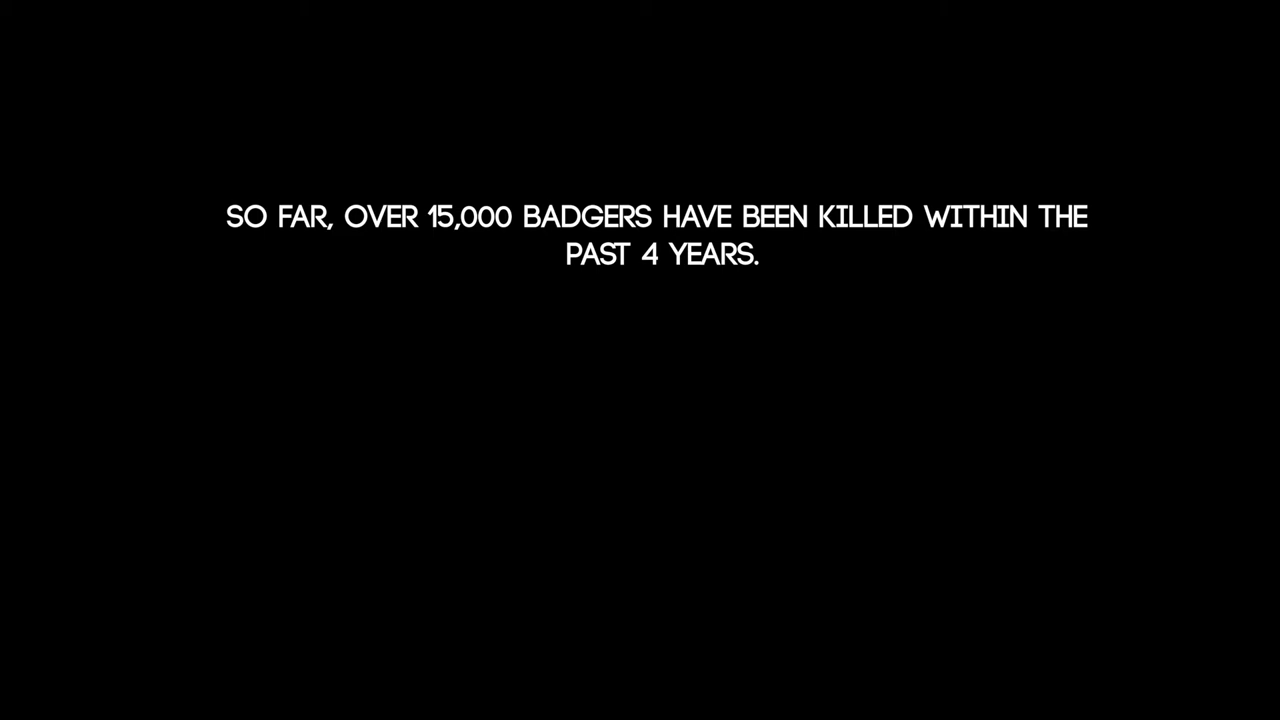 SO FAR, OVER 15,000 BADGERS HAVE BEEN KILLED WITHIN THE
PAST 4 YEARS.